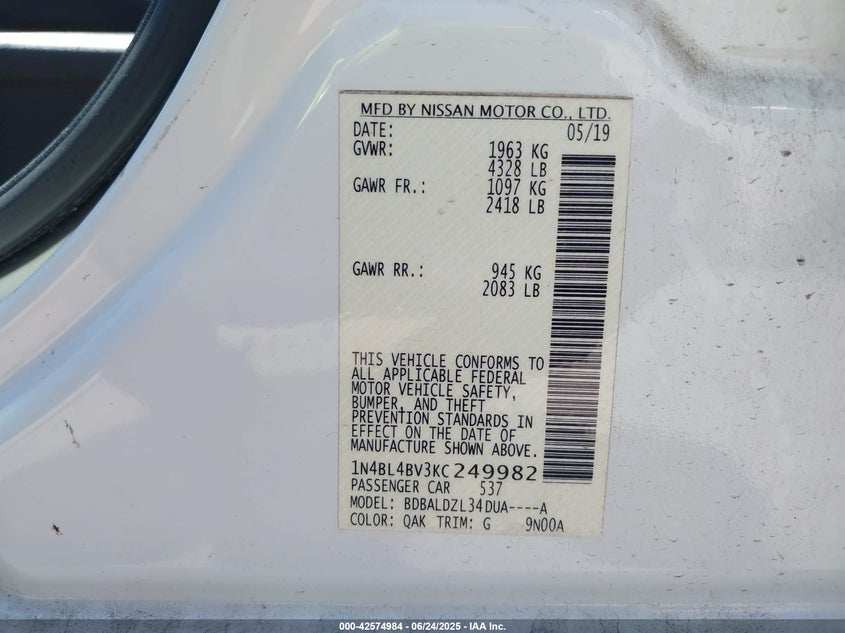 MFD BY NISSAN MOTOR CO., LTD.
DATE: 05/19
GVWR: 1963 KG
4328 LB
GAWR FR.: 1097 KG
2418 LB
GAWR RR.: 945 KG
2083 LB
THIS VEHICLE CONFORMS TO
ALL APPLICABLE FEDERAL
MOTOR VEHICLE SAFETY,
BUMPER, AND THEFT
PREVENTION STANDARDS IN
EFFECT ON THE DATE OF
MANUFACTURE SHOWN ABOVE.
1N4BL4BV3KC249982
PASSENGER CAR 537
MODEL: BDBALDZL34DUA----A
COLOR: QAK TRIM: G 9N00A
000-42574984 - 06/24/2025 - IAA Inc.